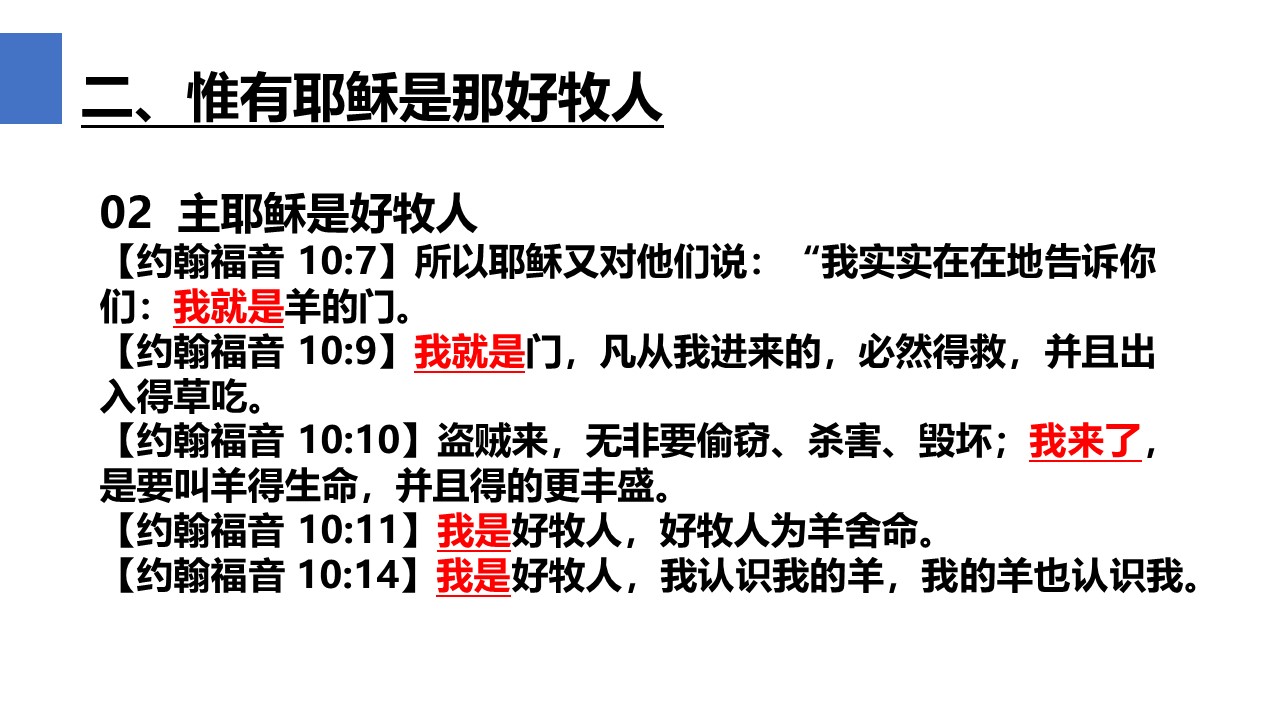 二、惟有耶稣是那好牧人
02 主耶稣是好牧人
【约翰福音 10:7】所以耶稣又对他们说：“我实实在在地告诉你
们：我就是羊的门。
【约翰福音 10:9】我就是门，凡从我进来的，必然得救，并且出
入得草吃。
【约翰福音 10:10】盗贼来，无非要偷窃、杀害、毁坏；我来了，
是要叫羊得生命，并且得的更丰盛。
【约翰福音 10:11】我是好牧人，好牧人为羊舍命。
【约翰福音 10:14】我是好牧人，我认识我的羊，我的羊也认识我。